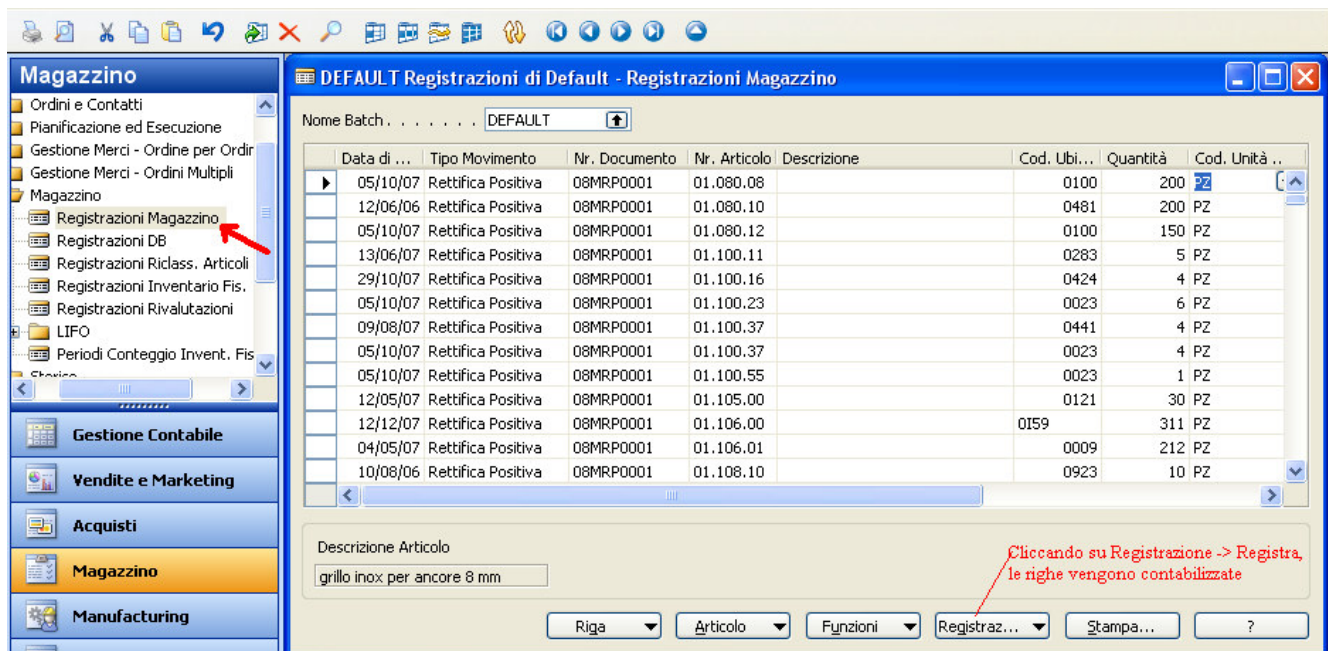 Magazzino
Ordini e Contatti
Pianificazione ed Esecuzione
Gestione Merci - Ordine per Ordir
Gestione Merci - Ordini Multipli
Magazzino
Registrazioni Magazzino
Registrazioni DB
Registrazioni Riclass. Articoli
Registrazioni Inventario Fis.
Registrazioni Rivalutazioni
LIFO
Periodi Conteggio Invent. Fis
Storico
Gestione Contabile
Vendite e Marketing
Acquisti
Magazzino
Manufacturing
DEFAULT Registrazioni di Default - Registrazioni Magazzino
Nome Batch . . . . . . . DEFAULT
Data di ... Tipo Movimento Nr. Documento Nr. Articolo Descrizione Cod. Ubi... Quantità Cod. Unità ..
05/10/07 Rettifica Positiva 08MRP0001 01.080.08 0100 200 PZ
12/06/06 Rettifica Positiva 08MRP0001 01.080.10 0481 200 PZ
05/10/07 Rettifica Positiva 08MRP0001 01.080.12 0100 150 PZ
13/06/07 Rettifica Positiva 08MRP0001 01.100.11 0283 5 PZ
29/10/07 Rettifica Positiva 08MRP0001 01.100.16 0424 4 PZ
05/10/07 Rettifica Positiva 08MRP0001 01.100.23 0023 6 PZ
09/08/07 Rettifica Positiva 08MRP0001 01.100.37 0441 4 PZ
05/10/07 Rettifica Positiva 08MRP0001 01.100.37 0023 4 PZ
05/10/07 Rettifica Positiva 08MRP0001 01.100.55 0023 1 PZ
12/05/07 Rettifica Positiva 08MRP0001 01.105.00 0121 30 PZ
12/12/07 Rettifica Positiva 08MRP0001 01.106.00 0I59 311 PZ
04/05/07 Rettifica Positiva 08MRP0001 01.106.01 0009 212 PZ
10/08/06 Rettifica Positiva 08MRP0001 01.108.10 0923 10 PZ
Descrizione Articolo
grillo inox per ancore 8 mm
Cliccando su Registrazione -> Registra,
le righe vengono contabilizzate
Riga Articolo Funzioni Registraz... Stampa... ?